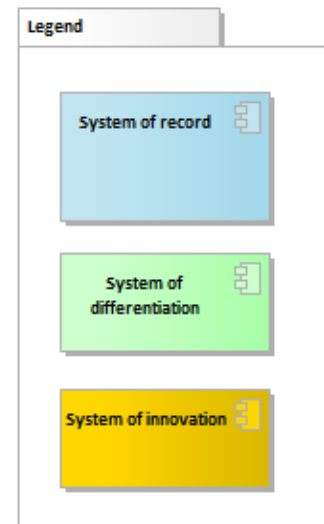 Legend
System of record
System of
differentiation
System of innovation